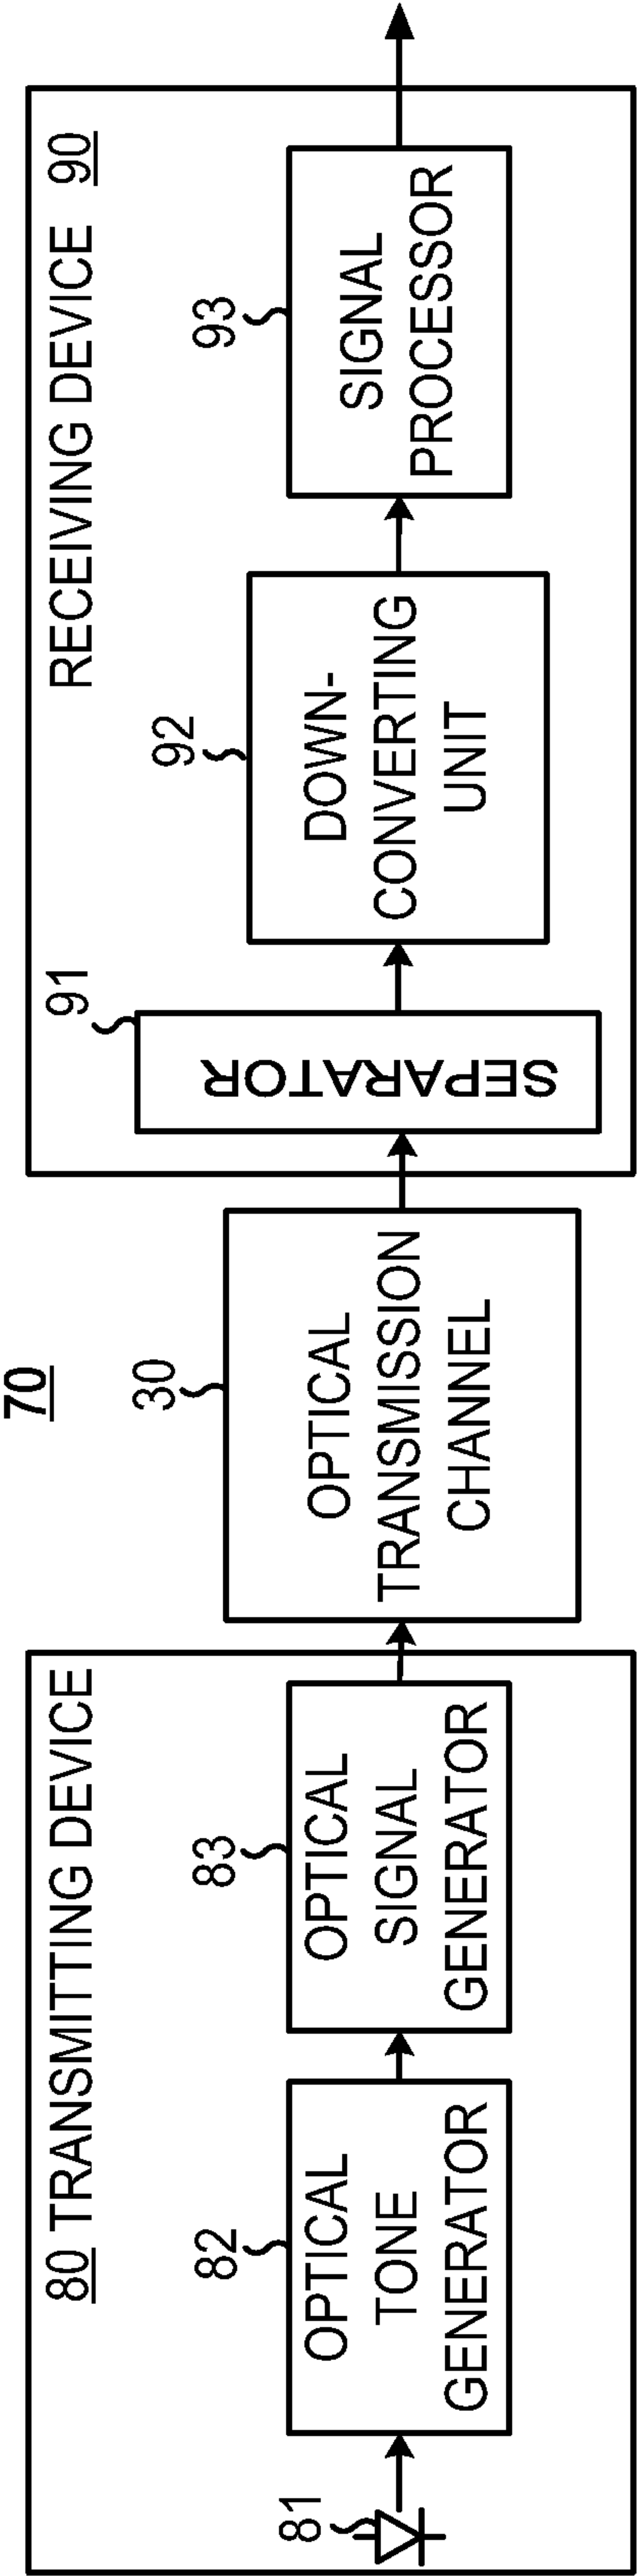 70
80 TRANSMITTING DEVICE
81
82
OPTICAL
TONE
GENERATOR
83
OPTICAL
SIGNAL
GENERATOR
30
OPTICAL
TRANSMISSION
CHANNEL
RECEIVING DEVICE 90
91
SEPARATOR
92
DOWN-
CONVERTING
UNIT
93
SIGNAL
PROCESSOR